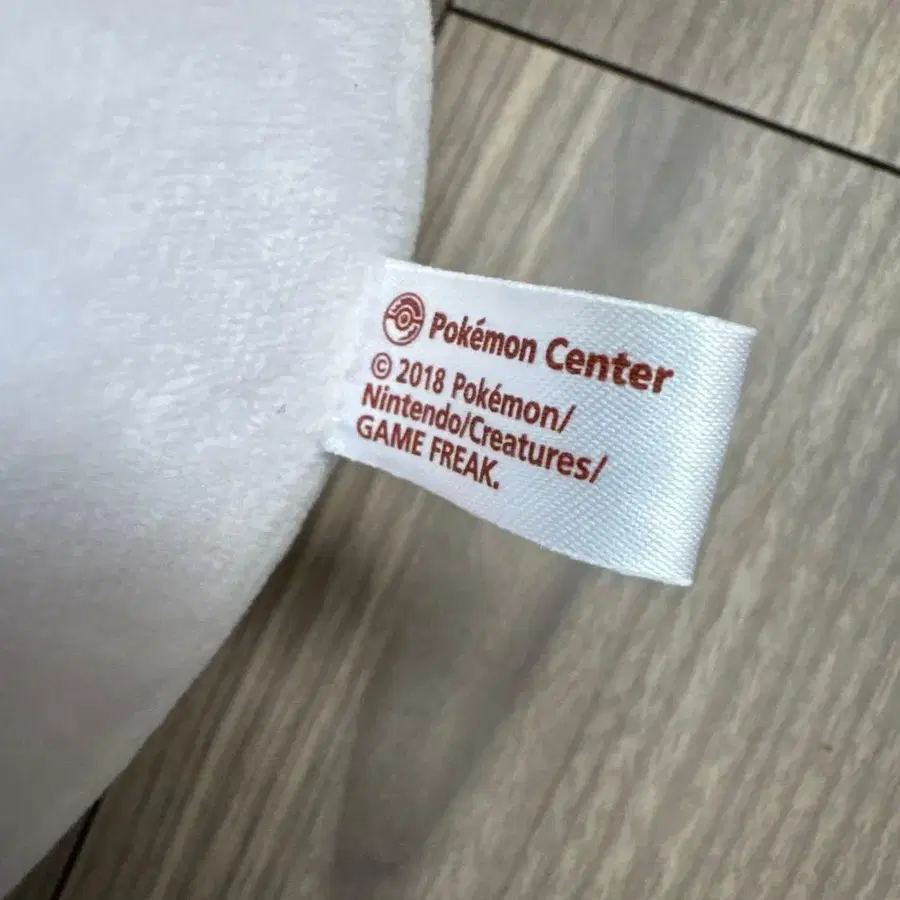 Pokémon Center
© 2018 Pokémon/
Nintendo/Creatures/
GAME FREAK.